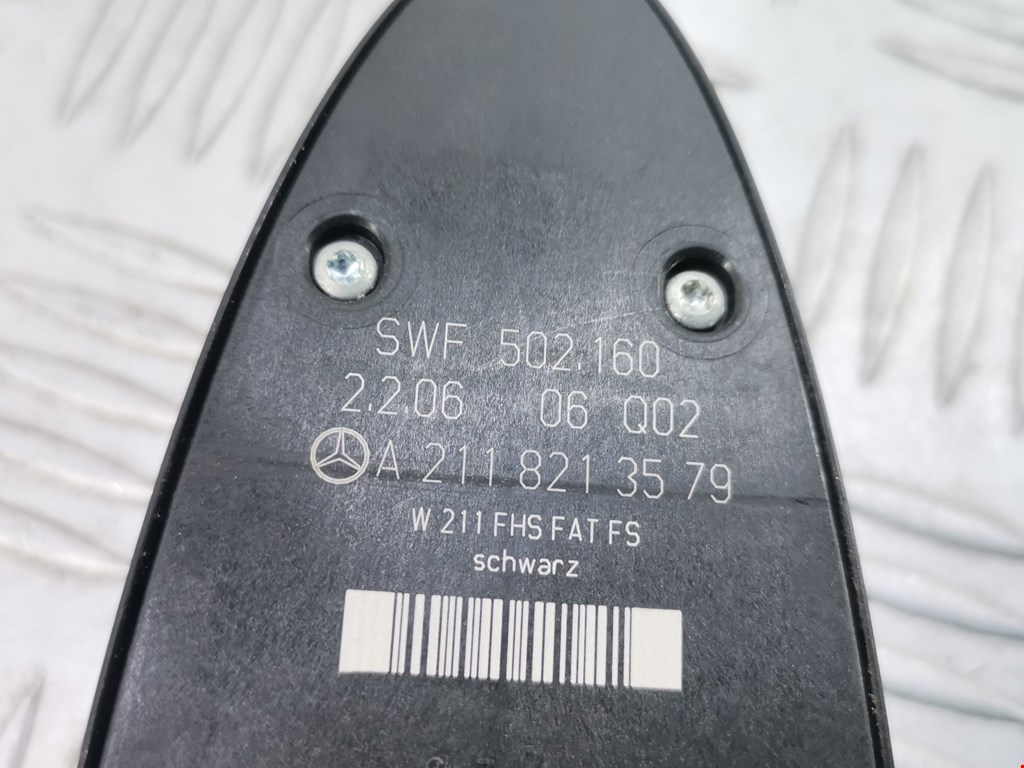 SWF 502.160
2.2.06 06 Q02
A 211 821 35 79
W 211 FHS FAT FS
schwarz